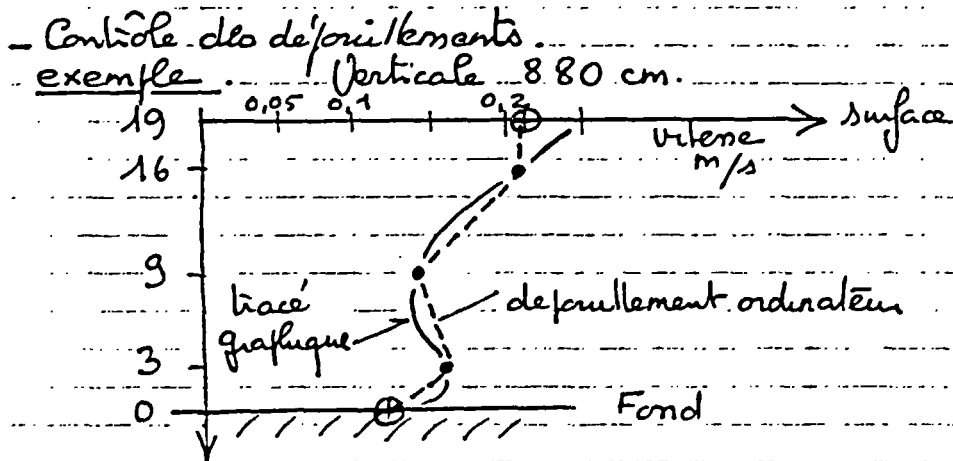 - Contrôle des dépouillements.
exemple. Verticale 880 cm.
0,05 0,1 0,2
19 surface
vitesse
m/s
16
9
tracé
graphique
depouillement ordinateur
3
0 Fond